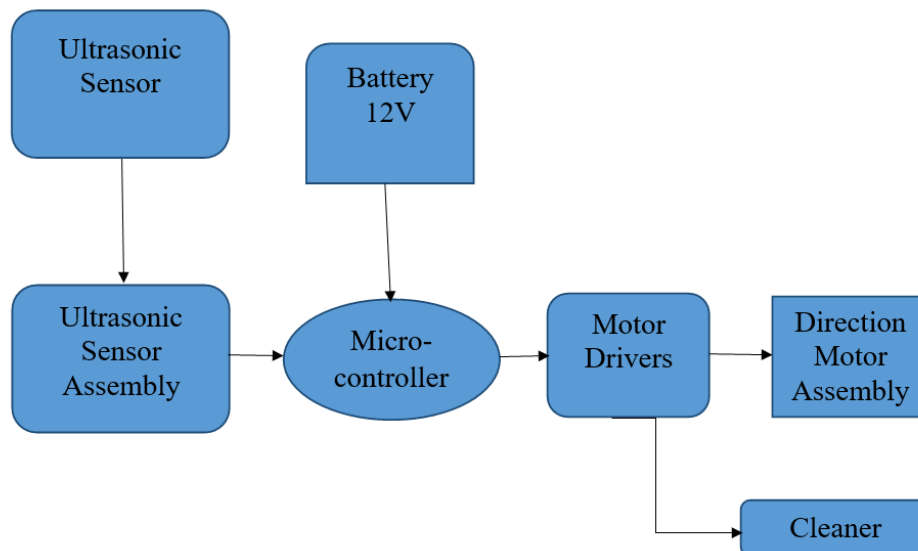 Ultrasonic
Sensor
Battery
12V
Ultrasonic
Sensor
Assembly
Micro-
controller
Motor
Drivers
Direction
Motor
Assembly
Cleaner